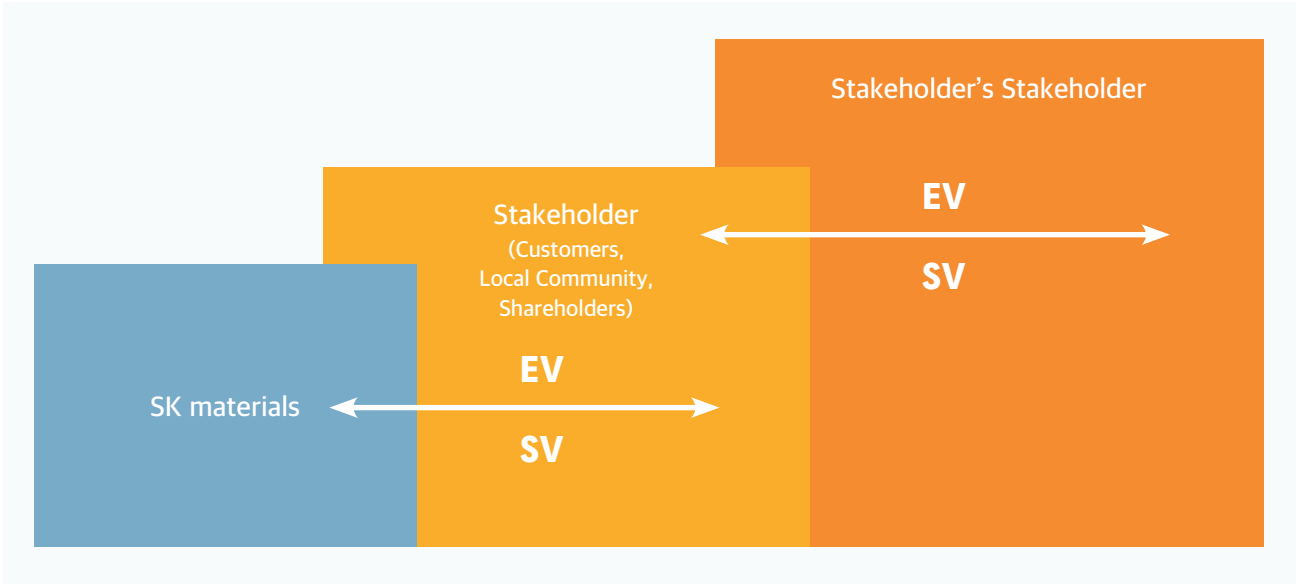 Stakeholder’s Stakeholder
EV
SV
Stakeholder
(Customers,
Local Community,
Shareholders)
EV
SV
SK materials